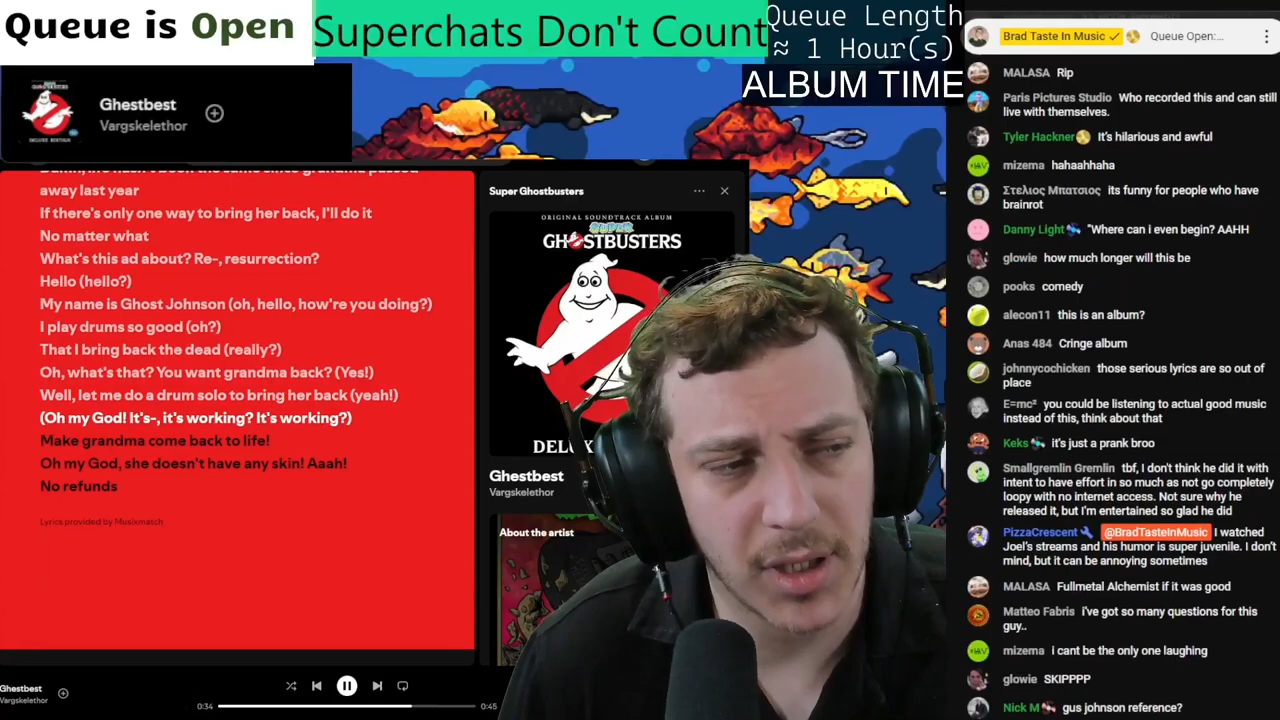 Queue is Open
Superchats Don't Count
Queue Length
≈ 1 Hour(s)
ALBUM TIME
Ghestbest
Vargskelethor
away last year
If there's only one way to bring her back, I'll do it
No matter what
What's this ad about? Re-, resurrection?
Hello (hello?)
My name is Ghost Johnson (oh, hello, how're you doing?)
I play drums so good (oh?)
That I bring back the dead (really?)
Oh, what's that? You want grandma back? (Yes!)
Well, let me do a drum solo to bring her back (yeah!)
(Oh my God! It's-, it's working? It's working?)
Make grandma come back to life!
Oh my God, she doesn't have any skin! Aaah!
No refunds
Lyrics provided by Musixmatch
Super Ghostbusters
ORIGINAL SOUNDTRACK ALBUM
SUPER
GHOSTBUSTERS
Ghestbest
Vargskelethor
About the artist
Ghestbest
Vargskelethor
0:34
0:45
Brad Taste In Music Queue Open:...
MALASA Rip
Paris Pictures Studio Who recorded this and can still
live with themselves.
Tyler Hackner It's hilarious and awful
mizema hahaahhaha
Στελιος Μπατσιος its funny for people who have
brainrot
Danny Light "Where can i even begin? AAHH
glowie how much longer will this be
pooks comedy
alecon11 this is an album?
Anas 484 Cringe album
johnnycochicken those serious lyrics are so out of
place
E=mc² you could be listening to actual good music
instead of this, think about that
Keks it's just a prank broo
Smallgremlin Gremlin tbf, I don't think he did it with
intent to have effort in so much as not go completely
loopy with no internet access. Not sure why he
released it, but I'm entertained so glad he did
PizzaCrescent @BradTasteInMusic I watched
Joel's streams and his humor is super juvenile. I don't
mind, but it can be annoying sometimes
MALASA Fullmetal Alchemist if it was good
Matteo Fabris i've got so many questions for this
guy..
mizema i cant be the only one laughing
glowie SKIPPPP
Nick M gus johnson reference?